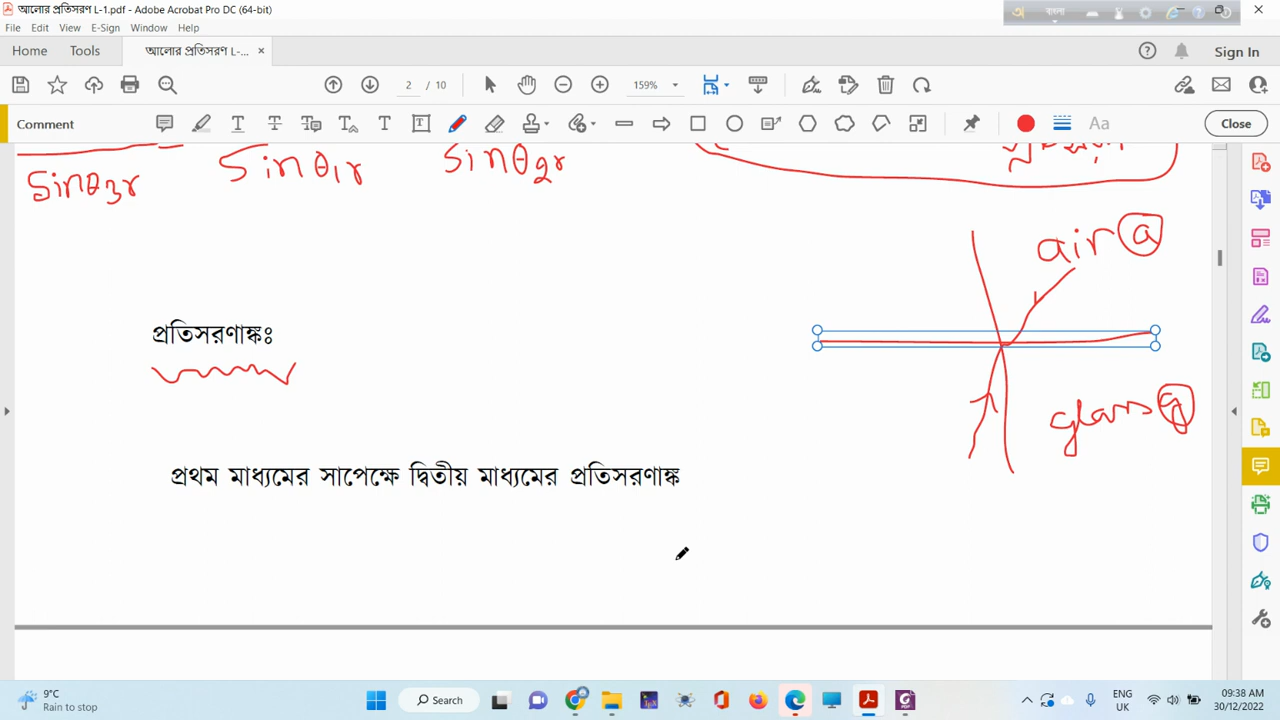 আলোর প্রতিসরণ L-1.pdf - Adobe Acrobat Pro DC (64-bit)
বাংলা
File Edit View E-Sign Window Help
Home Tools আলোর প্রতিসরণ L-... × Sign In
2 / 10 159%
Comment Aa Close
Sinθ3r Sinθ1r Sinθ2r
air a
প্রতিসরণাঙ্কঃ
glass g
প্রথম মাধ্যমের সাপেক্ষে দ্বিতীয় মাধ্যমের প্রতিসরণাঙ্ক
9°C
Rain to stop
Search
ENG
UK
09:38 AM
30/12/2022